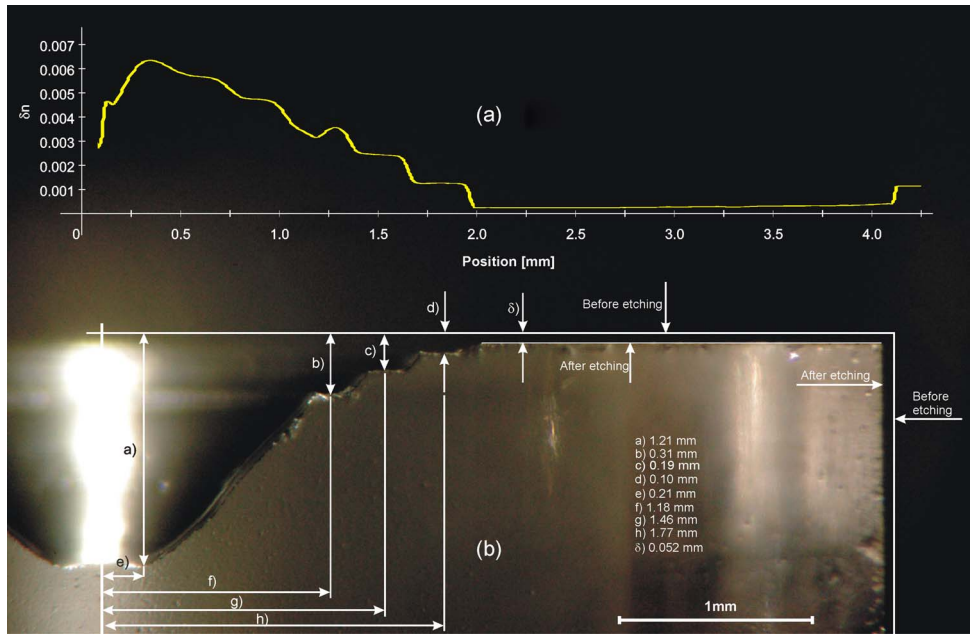 0.007
0.006
0.005
0.004
0.003
0.002
0.001
δn
(a)
0
0.5
1.0
1.5
2.0
2.5
3.0
3.5
4.0
Position [mm]
d)
δ)
Before etching
b)
c)
After etching
After etching
Before
etching
a)
a) 1.21 mm
b) 0.31 mm
c) 0.19 mm
d) 0.10 mm
e) 0.21 mm
f) 1.18 mm
g) 1.46 mm
h) 1.77 mm
δ) 0.052 mm
(b)
e)
f)
g)
h)
1mm